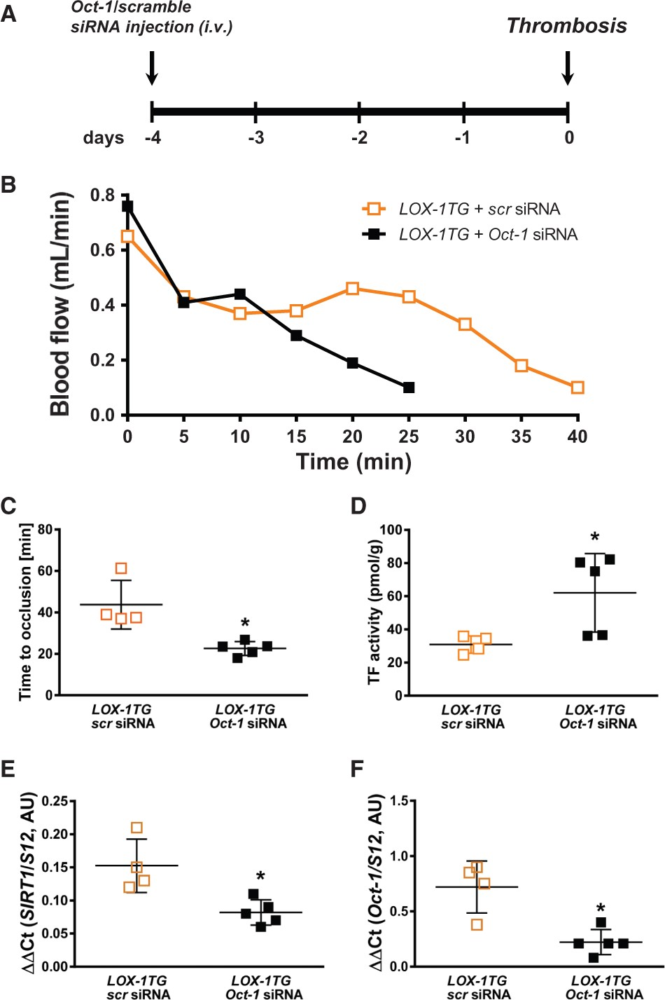 A
Oct-1/scramble
siRNA injection (i.v.)
Thrombosis
days -4 -3 -2 -1 0
B
Blood flow (mL/min)
0.8
0.6
0.4
0.2
0.0
LOX-1TG + scr siRNA
LOX-1TG + Oct-1 siRNA
0 5 10 15 20 25 30 35 40
Time (min)
C
Time to occlusion [min]
80
60
40
20
0
*
LOX-1TG LOX-1TG
scr siRNA Oct-1 siRNA
D
TF activity (pmol/g)
100
80
60
40
20
0
*
LOX-1TG LOX-1TG
scr siRNA Oct-1 siRNA
E
ΔΔCt (SIRT1/S12, AU)
0.25
0.20
0.15
0.10
0.05
0.00
*
LOX-1TG LOX-1TG
scr siRNA Oct-1 siRNA
F
ΔΔCt (Oct-1/S12, AU)
1.5
1.0
0.5
0.0
*
LOX-1TG LOX-1TG
scr siRNA Oct-1 siRNA